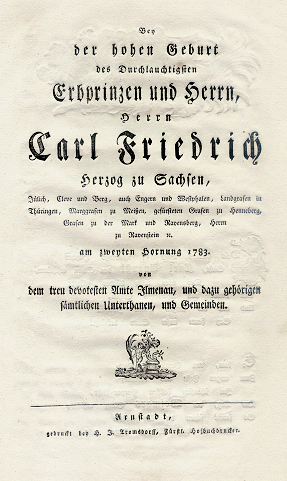 Bey
der hohen Geburt
des Durchlauchtigsten
Erbprinzen und Herrn,
Herrn
Carl Friedrich
Herzog zu Sachsen,
Jülich, Cleve und Berg, auch Engern und Westphalen, Landgrafen in
Thüringen, Marggrafen zu Meißen, gefürsteten Grafen zu Henneberg,
Grafen zu der Mark und Ravensberg, Herrn
zu Ravenstein ꝛc.
am zweyten Hornung 1783.
von
dem treu devotesten Amte Ilmenau, und dazu gehörigen
sämtlichen Unterthanen, und Gemeinden.
Arnstadt,
gedruckt bey H. J. Tromsdorff, Fürstl. Hofbuchdrucker.